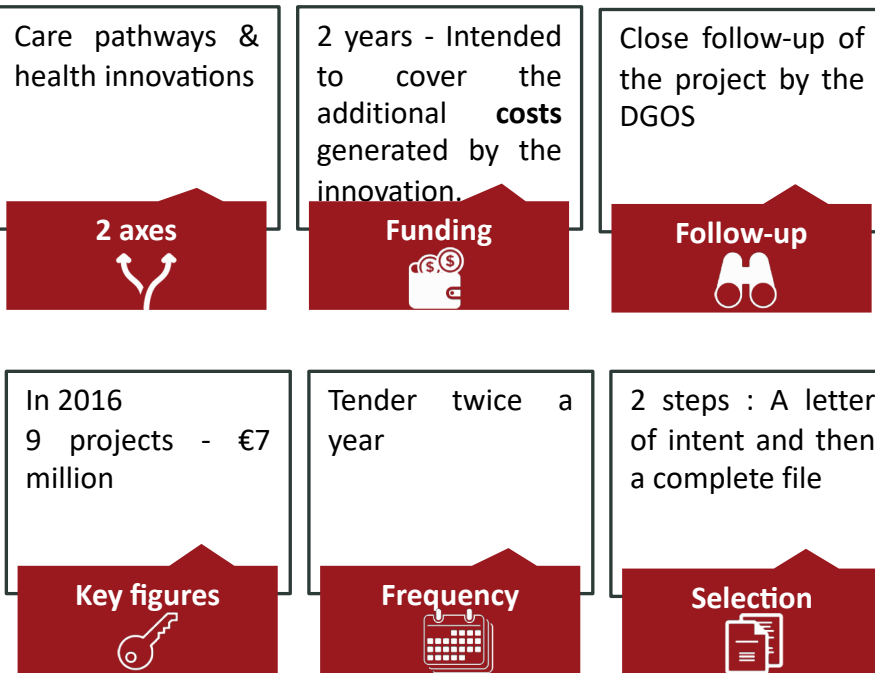 Care pathways &
health innovations
2 axes
2 years - Intended
to cover the
additional costs
generated by the
innovation.
Funding
Close follow-up of
the project by the
DGOS
Follow-up
In 2016
9 projects - €7
million
Key figures
Tender twice a
year
Frequency
2 steps : A letter
of intent and then
a complete file
Selection